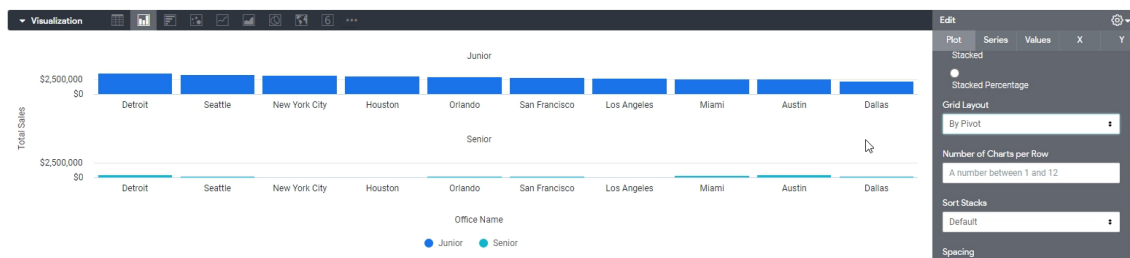 Visualization
6
Edit
Plot Series Values X Y
Stacked
Stacked Percentage
Grid Layout
By Pivot
Number of Charts per Row
A number between 1 and 12
Sort Stacks
Default
Spacing
Total Sales
Junior
$2,500,000
$0
Detroit Seattle New York City Houston Orlando San Francisco Los Angeles Miami Austin Dallas
Senior
$2,500,000
$0
Detroit Seattle New York City Houston Orlando San Francisco Los Angeles Miami Austin Dallas
Office Name
Junior Senior